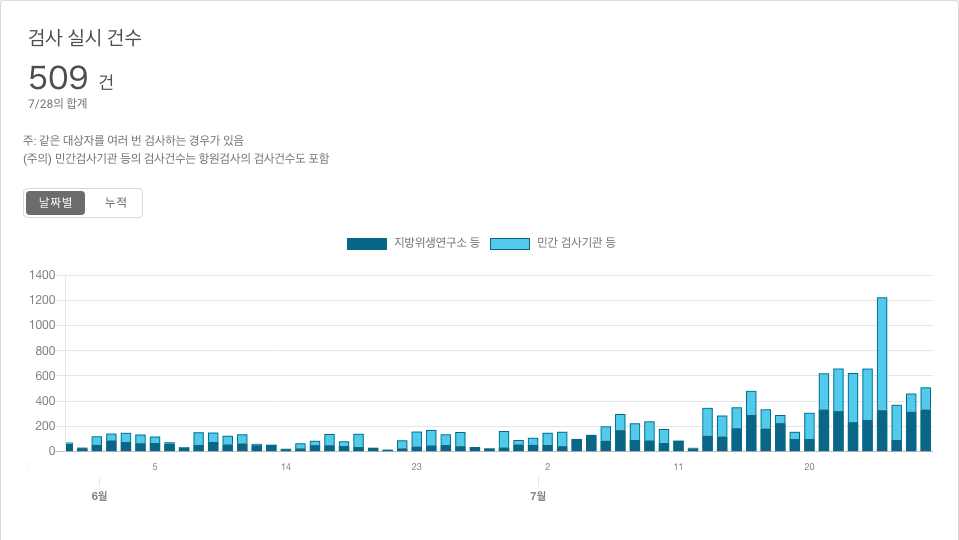 검사 실시 건수
509 건
7/28의 합계
주: 같은 대상자를 여러 번 검사하는 경우가 있음
(주의) 민간검사기관 등의 검사건수는 항원검사의 검사건수도 포함
날짜별 누적
지방위생연구소 등 민간 검사기관 등
1400
1200
1000
800
600
400
200
0
5 14 23 2 11 20
6월 7월